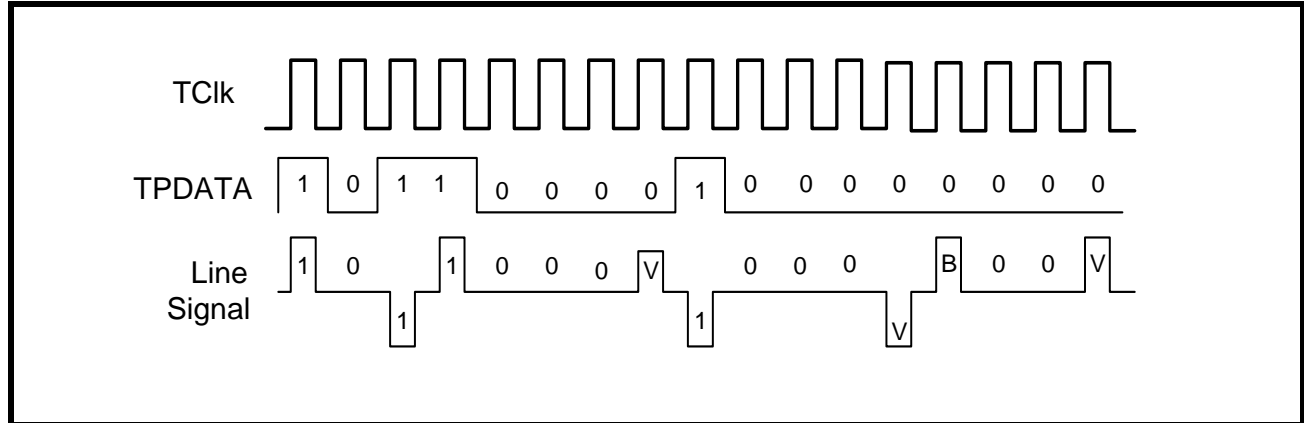 TClk
TPDATA 1 0 1 1 0 0 0 0 1 0 0 0 0 0 0 0 0
Line Signal 1 0 1 1 0 0 0 V 1 0 0 0 V B 0 0 V